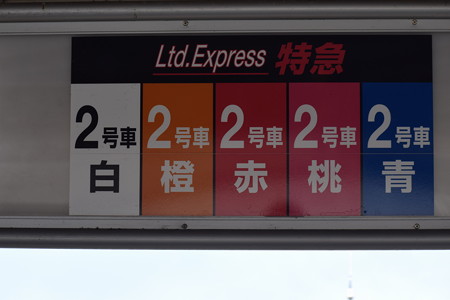 Ltd.Express 特急
2号車 2号車 2号車 2号車 2号車
白 橙 赤 桃 青